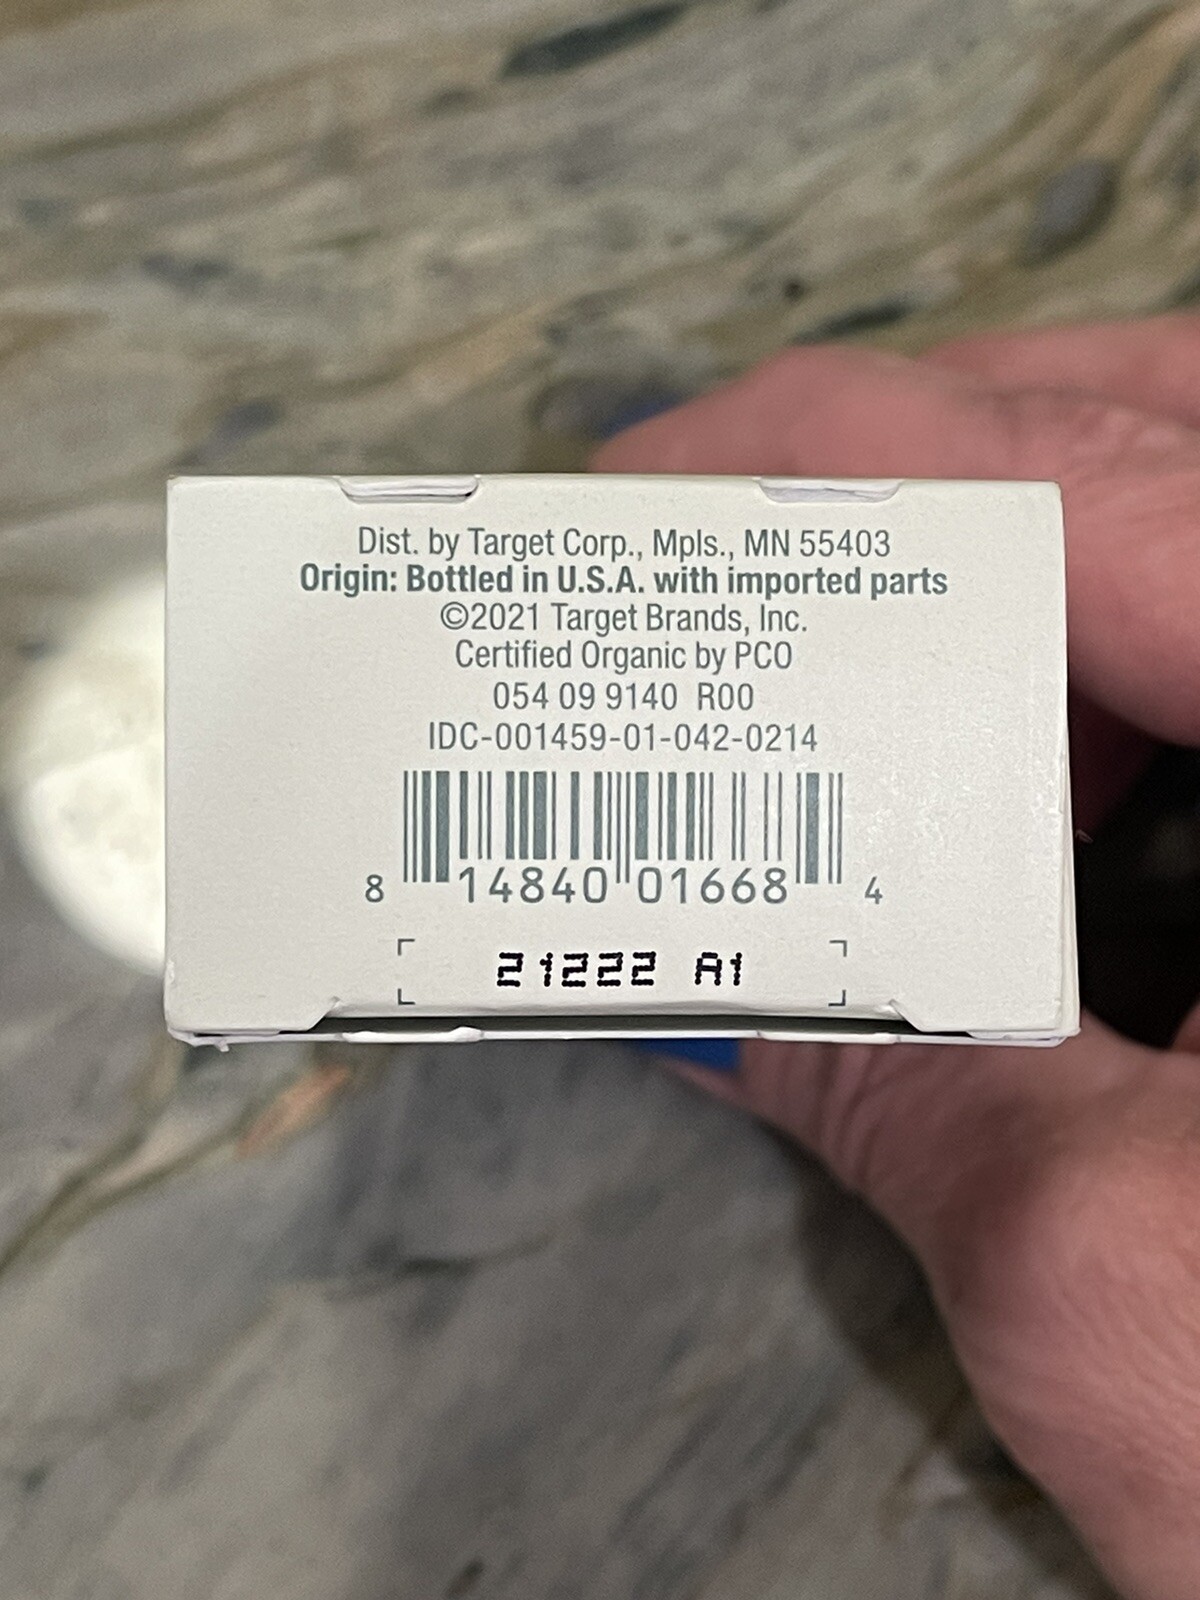 Dist. by Target Corp., Mpls., MN 55403
Origin: Bottled in U.S.A. with imported parts
©2021 Target Brands, Inc.
Certified Organic by PCO
054 09 9140 R00
IDC-001459-01-042-0214
8 14840 01668 4
21222 A1